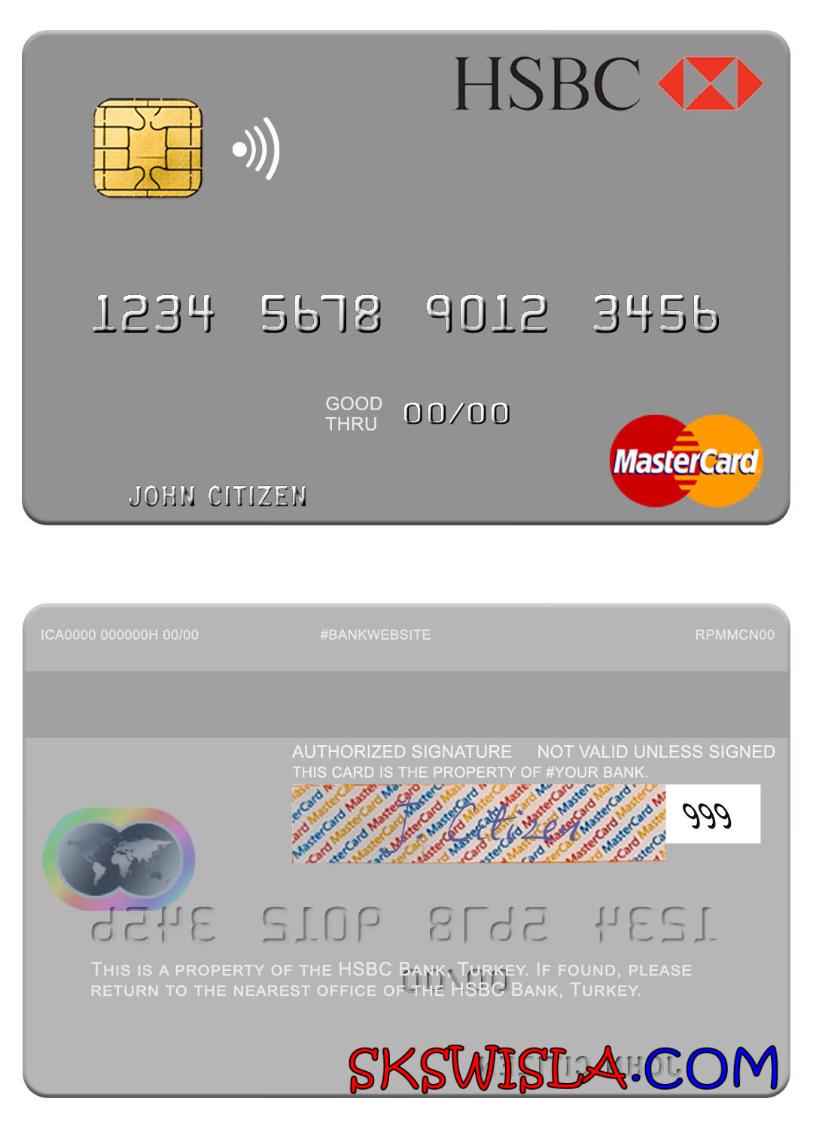 HSBC
1234 5678 9012 3456
GOOD
THRU 00/00
MasterCard
JOHN CITIZEN
ICA0000 000000H 00/00 #BANKWEBSITE RPMMCN00
AUTHORIZED SIGNATURE NOT VALID UNLESS SIGNED
THIS CARD IS THE PROPERTY OF #YOUR BANK.
J Citizen 999
THIS IS A PROPERTY OF THE HSBC BANK, TURKEY. IF FOUND, PLEASE
RETURN TO THE NEAREST OFFICE OF THE HSBC BANK, TURKEY.
SKSWISLA.COM